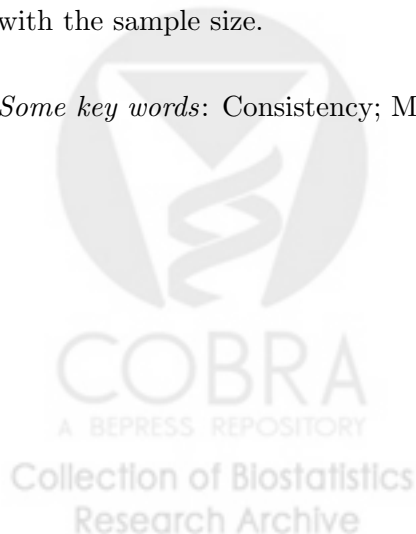 with the sample size.
Some key words: Consistency; M
COBRA
A BEPRESS REPOSITORY
Collection of Biostatistics
Research Archive